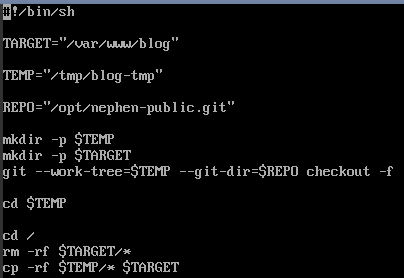 #!/bin/sh
TARGET="/var/www/blog"
TEMP="/tmp/blog-tmp"
REPO="/opt/nephen-public.git"
mkdir -p $TEMP
mkdir -p $TARGET
git --work-tree=$TEMP --git-dir=$REPO checkout -f
cd $TEMP
cd /
rm -rf $TARGET/*
cp -rf $TEMP/* $TARGET